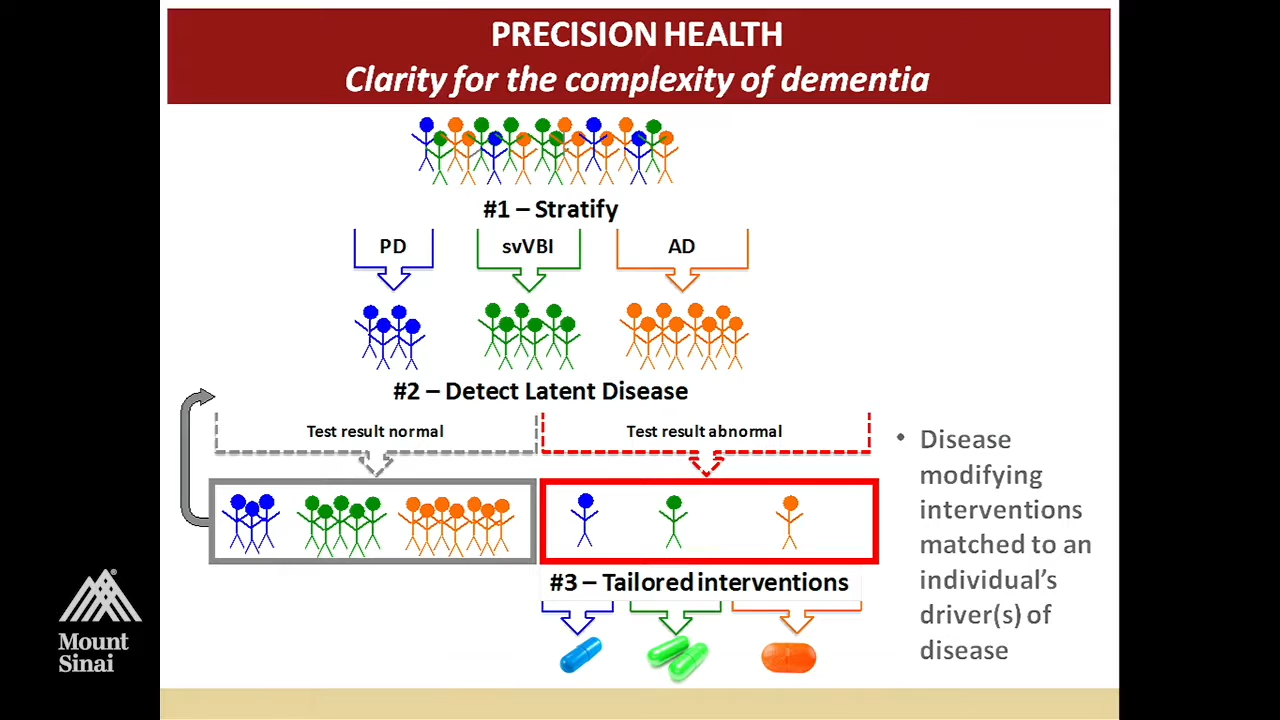 PRECISION HEALTH
Clarity for the complexity of dementia
#1 – Stratify
PD
svVBI
AD
#2 – Detect Latent Disease
Test result normal
Test result abnormal
• Disease
modifying
interventions
matched to an
individual's
driver(s) of
disease
#3 – Tailored interventions
Mount
Sinai
®